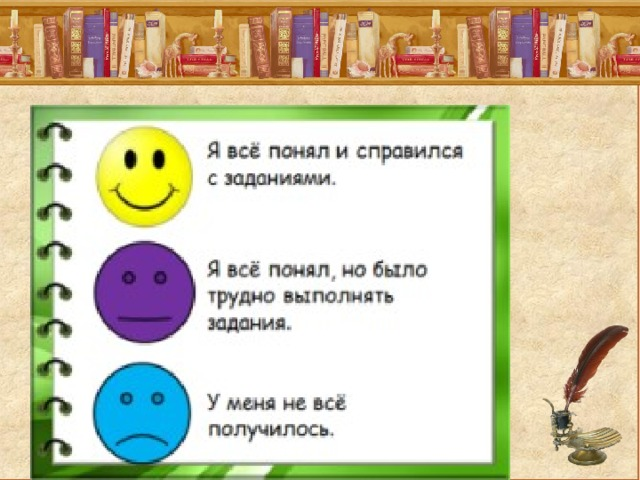 Я всё понял и справился
с заданиями.
Я всё понял, но было
трудно выполнять
задания.
У меня не всё
получилось.